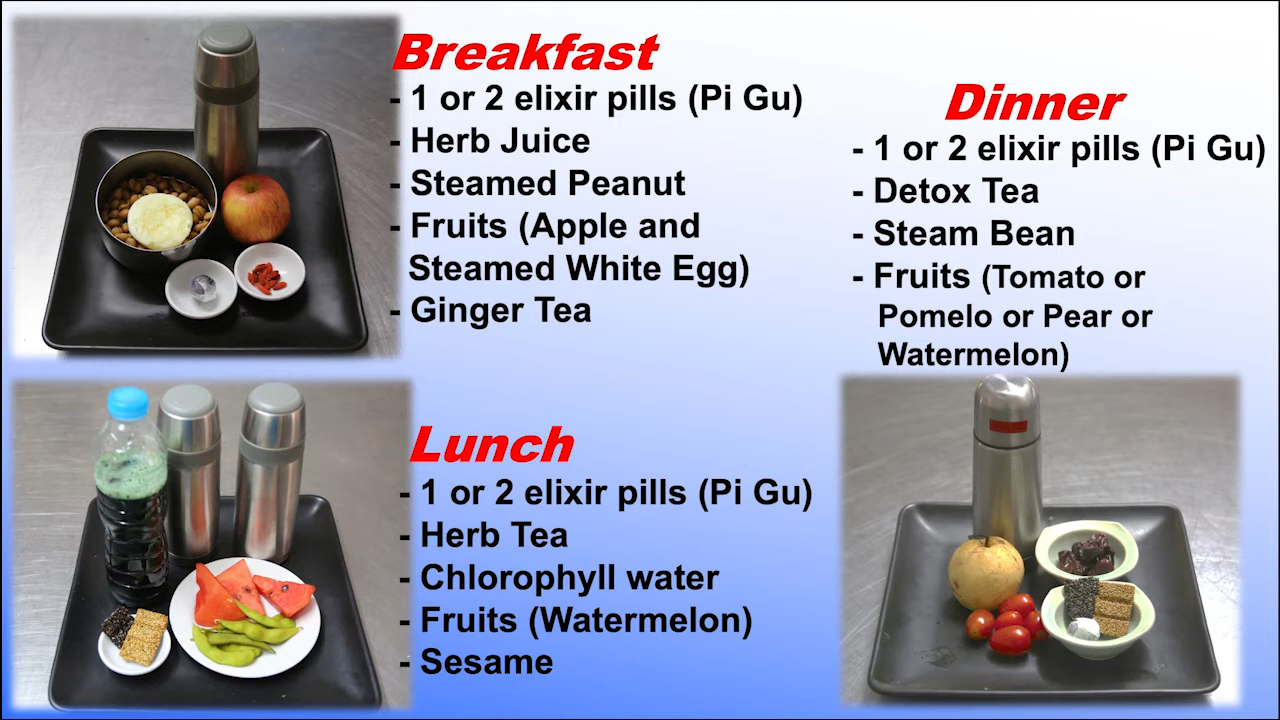 Breakfast
- 1 or 2 elixir pills (Pi Gu)
- Herb Juice
- Steamed Peanut
- Fruits (Apple and
Steamed White Egg)
- Ginger Tea
Lunch
- 1 or 2 elixir pills (Pi Gu)
- Herb Tea
- Chlorophyll water
- Fruits (Watermelon)
- Sesame
Dinner
- 1 or 2 elixir pills (Pi Gu)
- Detox Tea
- Steam Bean
- Fruits (Tomato or
Pomelo or Pear or
Watermelon)